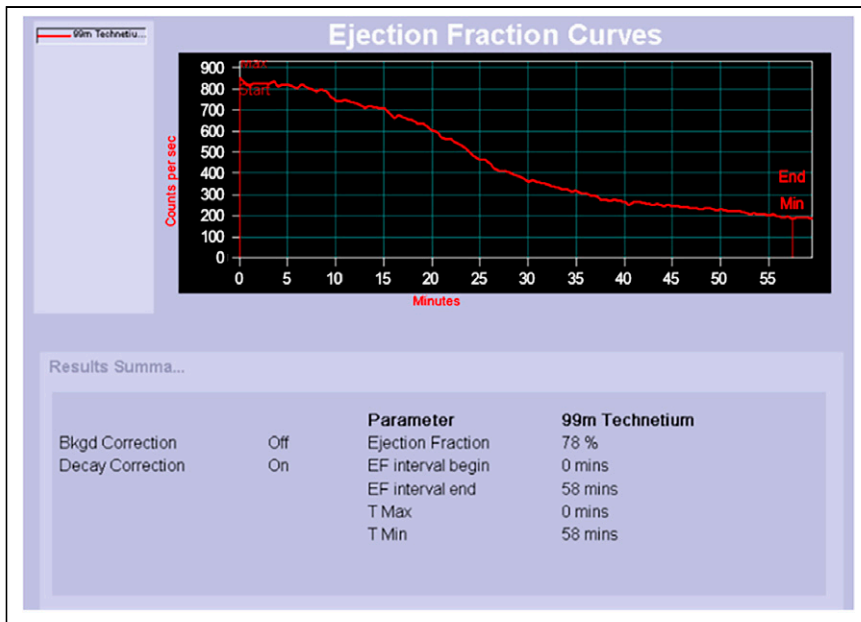 99m Technetiu...
Ejection Fraction Curves
Max
Start
End
Min
Counts per sec
900
800
700
600
500
400
300
200
100
0
0 5 10 15 20 25 30 35 40 45 50 55
Minutes
Results Summa...
Parameter 99m Technetium
Bkgd Correction Off Ejection Fraction 78 %
Decay Correction On EF interval begin 0 mins
EF interval end 58 mins
T Max 0 mins
T Min 58 mins